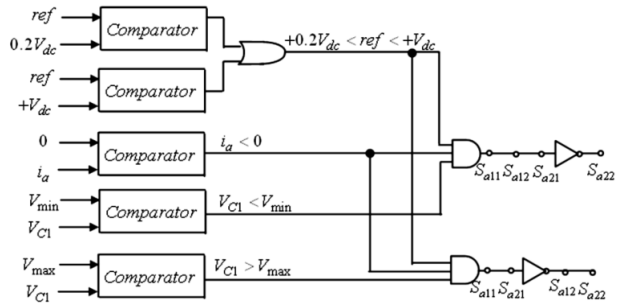 ref
0.2Vdc
Comparator
+0.2Vdc < ref < +Vdc
ref
+Vdc
Comparator
0
ia
Comparator
ia < 0
Sa11 Sa12 Sa21 Sa22
Vmin
VC1
Comparator
VC1 < Vmin
Vmax
VC1
Comparator
VC1 > Vmax
Sa11 Sa21 Sa12 Sa22